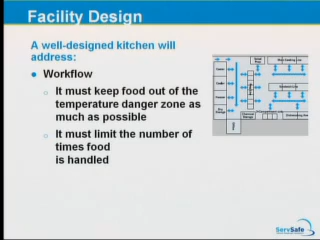 Facility Design
A well-designed kitchen will
address:
Workflow
It must keep food out of the
temperature danger zone as
much as possible
It must limit the number of
times food
is handled
ServSafe